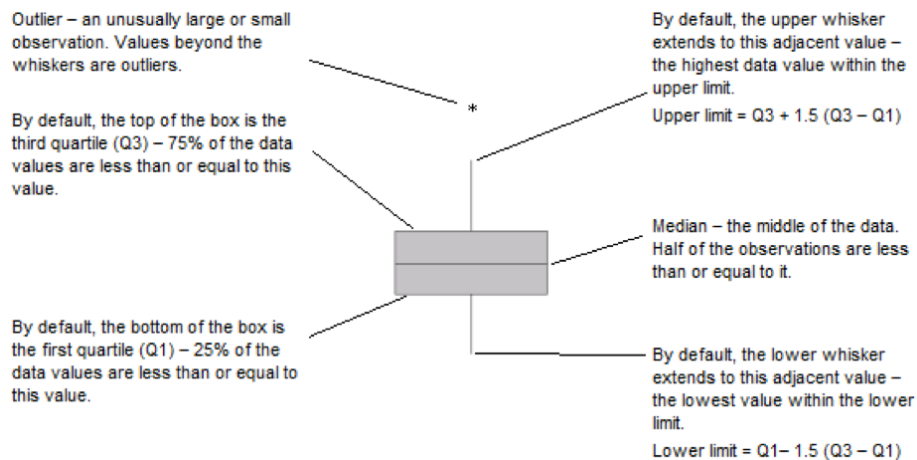 Outlier – an unusually large or small
observation. Values beyond the
whiskers are outliers.
By default, the top of the box is the
third quartile (Q3) – 75% of the data
values are less than or equal to this
value.
By default, the bottom of the box is
the first quartile (Q1) – 25% of the
data values are less than or equal to
this value.
*
By default, the upper whisker
extends to this adjacent value –
the highest data value within the
upper limit.
Upper limit = Q3 + 1.5 (Q3 – Q1)
Median – the middle of the data.
Half of the observations are less
than or equal to it.
By default, the lower whisker
extends to this adjacent value –
the lowest value within the lower
limit.
Lower limit = Q1– 1.5 (Q3 – Q1)